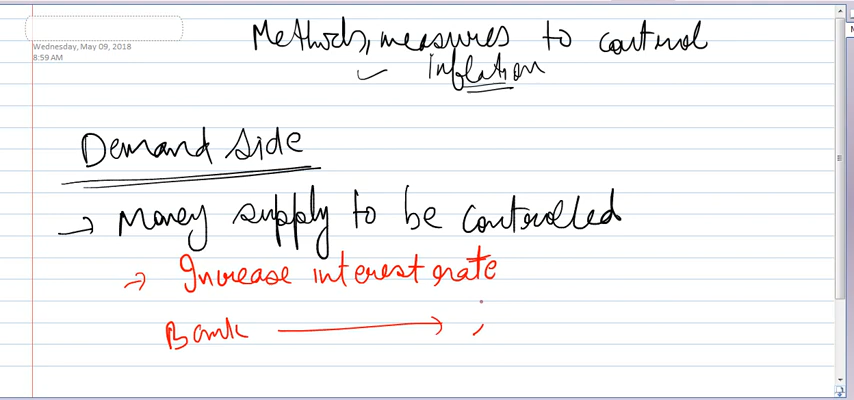 Wednesday, May 09, 2018
8:59 AM
Methods, measures to control
inflation
Demand side
→ Money supply to be controlled
→ Increase interest rate
Bank →